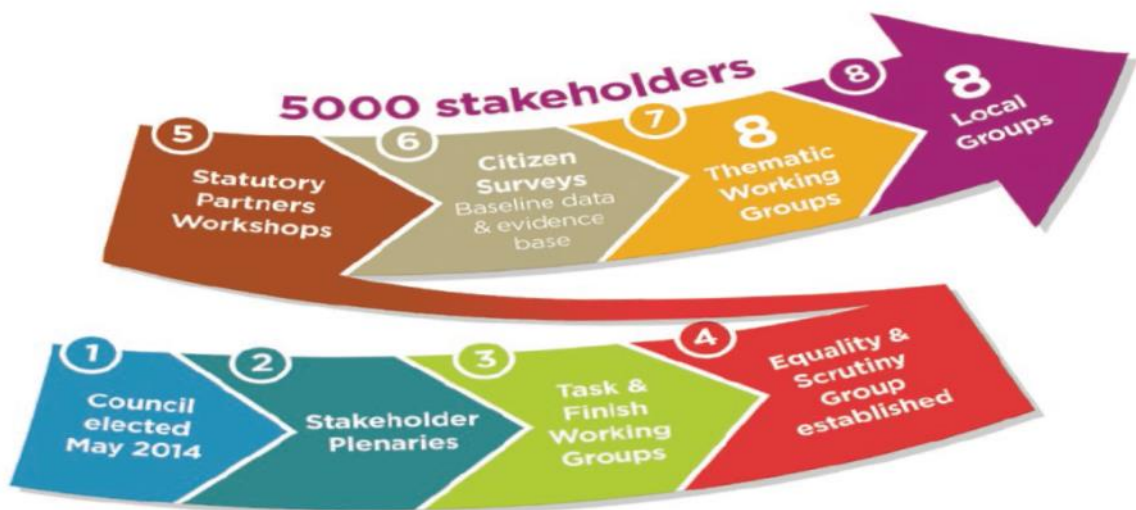 5000 stakeholders
1
Council
elected
May 2014
2
Stakeholder
Plenaries
3
Task &
Finish
Working
Groups
4
Equality &
Scrutiny
Group
established
5
Statutory
Partners
Workshops
6
Citizen
Surveys
Baseline data
& evidence
base
7
8
Thematic
Working
Groups
8
8
Local
Groups